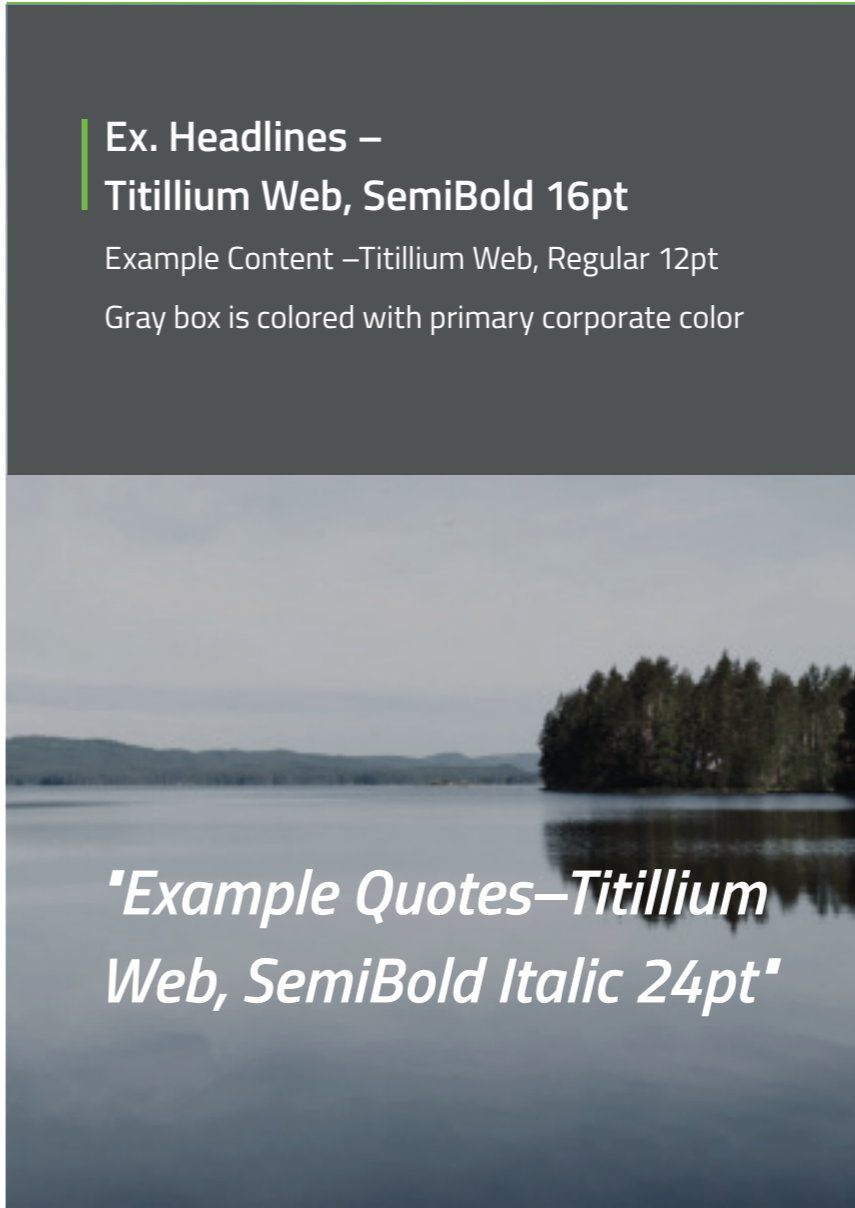 Ex. Headlines –
Titillium Web, SemiBold 16pt
Example Content –Titillium Web, Regular 12pt
Gray box is colored with primary corporate color
"Example Quotes–Titillium
Web, SemiBold Italic 24pt"